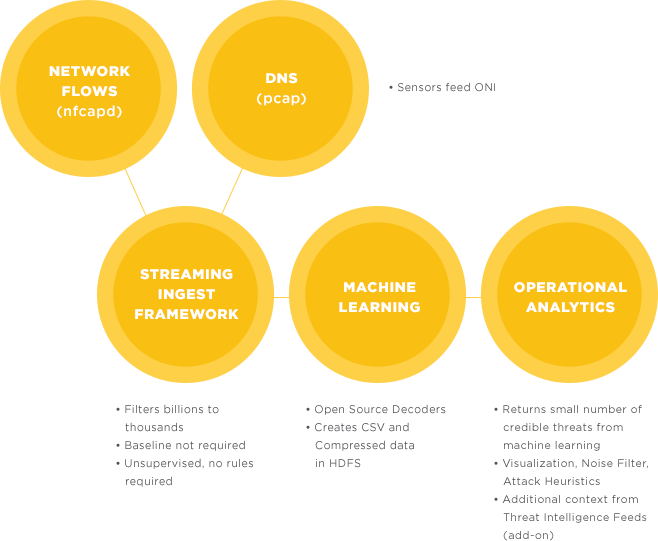 NETWORK
FLOWS
(nfcapd)
DNS
(pcap)
• Sensors feed ONI
STREAMING
INGEST
FRAMEWORK
MACHINE
LEARNING
OPERATIONAL
ANALYTICS
• Filters billions to
thousands
• Baseline not required
• Unsupervised, no rules
required
• Open Source Decoders
• Creates CSV and
Compressed data
in HDFS
• Returns small number of
credible threats from
machine learning
• Visualization, Noise Filter,
Attack Heuristics
• Additional context from
Threat Intelligence Feeds
(add-on)